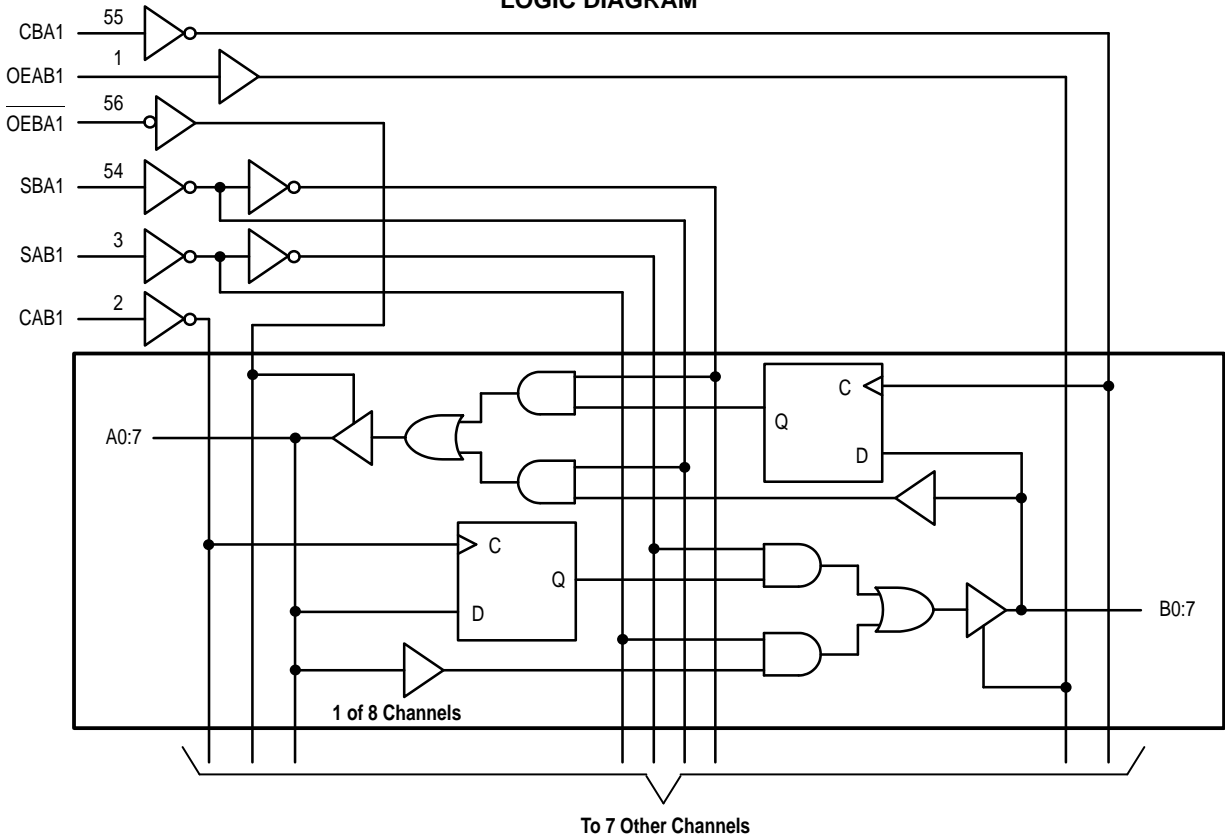 LOGIC DIAGRAM
CBA1 55
OEAB1 1
OEBA1 56
SBA1 54
SAB1 3
CAB1 2
C
Q
D
A0:7
C
Q
D
B0:7
1 of 8 Channels
To 7 Other Channels